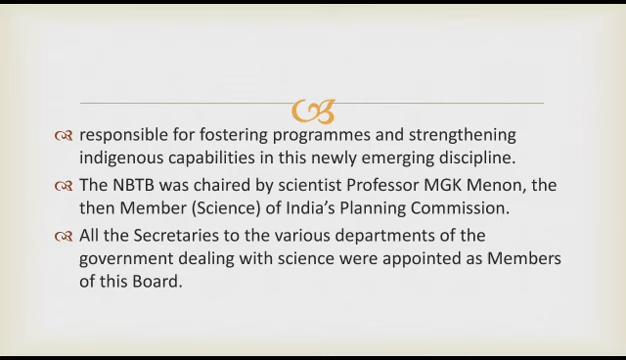 responsible for fostering programmes and strengthening
indigenous capabilities in this newly emerging discipline.
The NBTB was chaired by scientist Professor MGK Menon, the
then Member (Science) of India’s Planning Commission.
All the Secretaries to the various departments of the
government dealing with science were appointed as Members
of this Board.